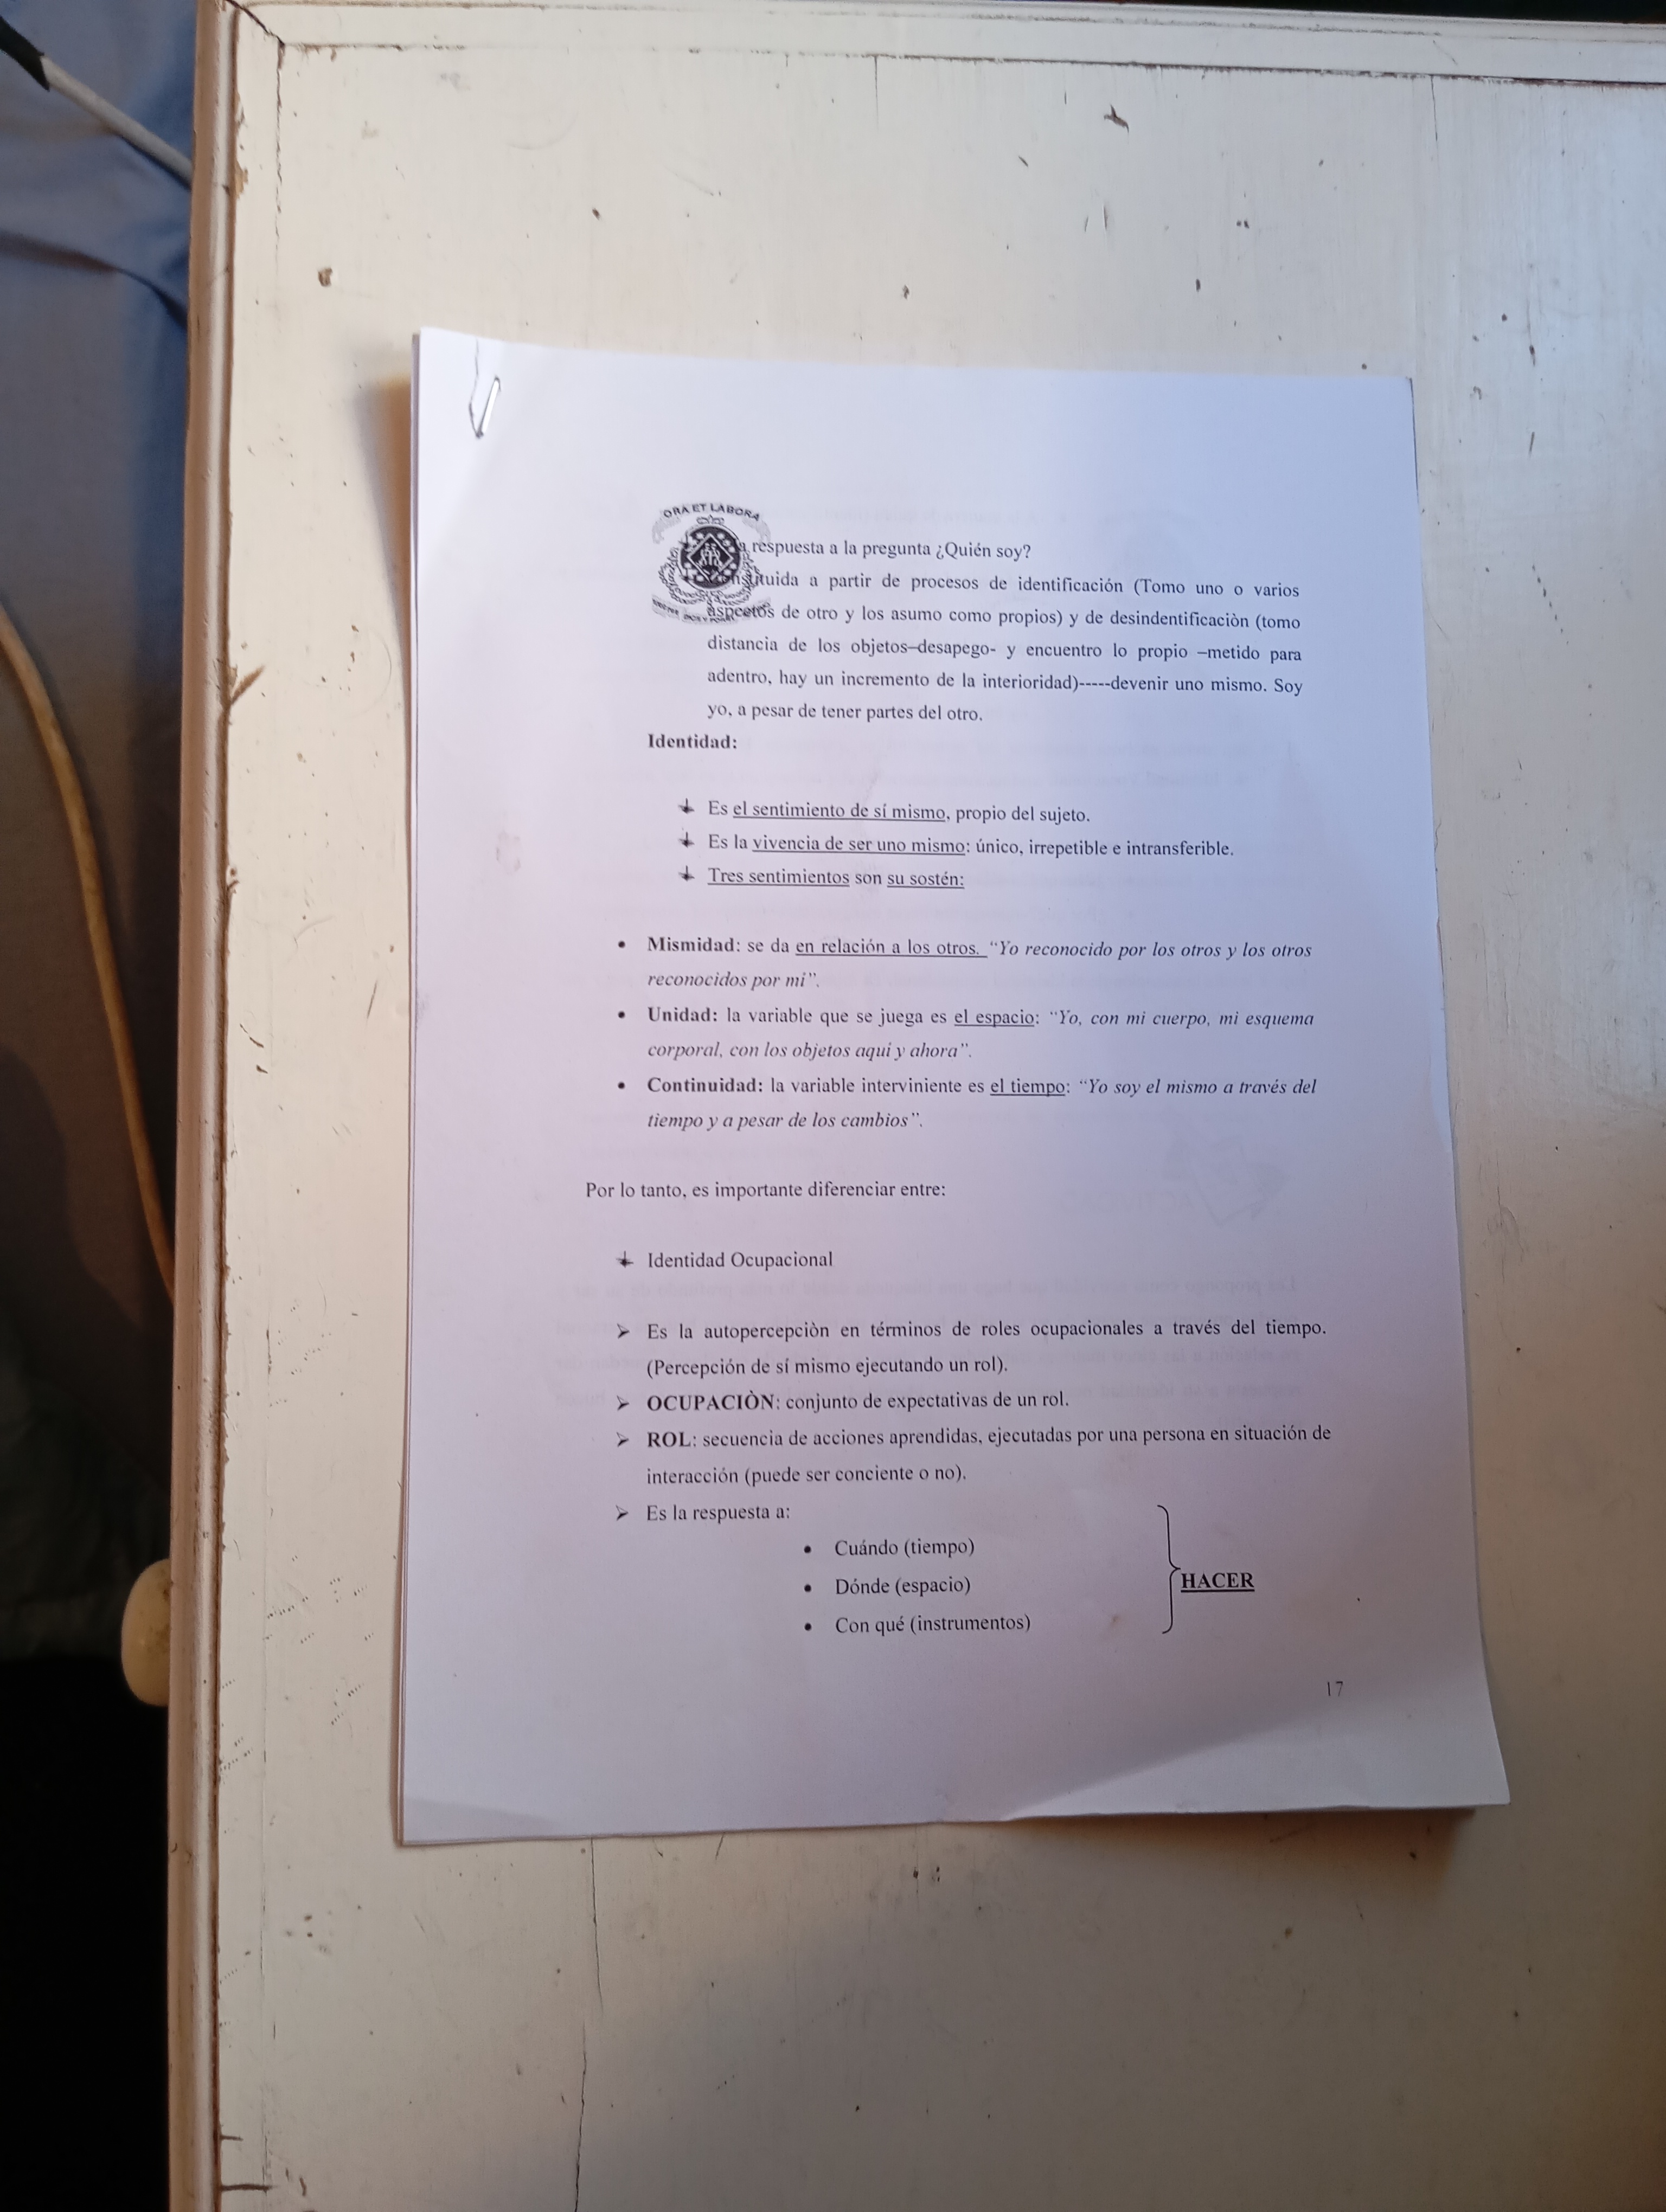 ORA ET LABORA
respuesta a la pregunta ¿Quién soy?
nstituida a partir de procesos de identificación (Tomo uno o varios
aspectos de otro y los asumo como propios) y de desindentificaciòn (tomo
distancia de los objetos–desapego- y encuentro lo propio –metido para
adentro, hay un incremento de la interioridad)-----devenir uno mismo. Soy
yo, a pesar de tener partes del otro.
Identidad:
Es el sentimiento de sí mismo, propio del sujeto.
Es la vivencia de ser uno mismo: único, irrepetible e intransferible.
Tres sentimientos son su sostén:
• Mismidad: se da en relación a los otros. “Yo reconocido por los otros y los otros
reconocidos por mi”.
• Unidad: la variable que se juega es el espacio: “Yo, con mi cuerpo, mi esquema
corporal, con los objetos aquí y ahora”.
• Continuidad: la variable interviniente es el tiempo: “Yo soy el mismo a través del
tiempo y a pesar de los cambios”.
Por lo tanto, es importante diferenciar entre:
Identidad Ocupacional
➢ Es la autopercepciòn en términos de roles ocupacionales a través del tiempo.
(Percepción de sí mismo ejecutando un rol).
➢ OCUPACIÒN: conjunto de expectativas de un rol.
➢ ROL: secuencia de acciones aprendidas, ejecutadas por una persona en situación de
interacción (puede ser conciente o no).
➢ Es la respuesta a:
• Cuándo (tiempo)
• Dónde (espacio)
HACER
• Con qué (instrumentos)
17